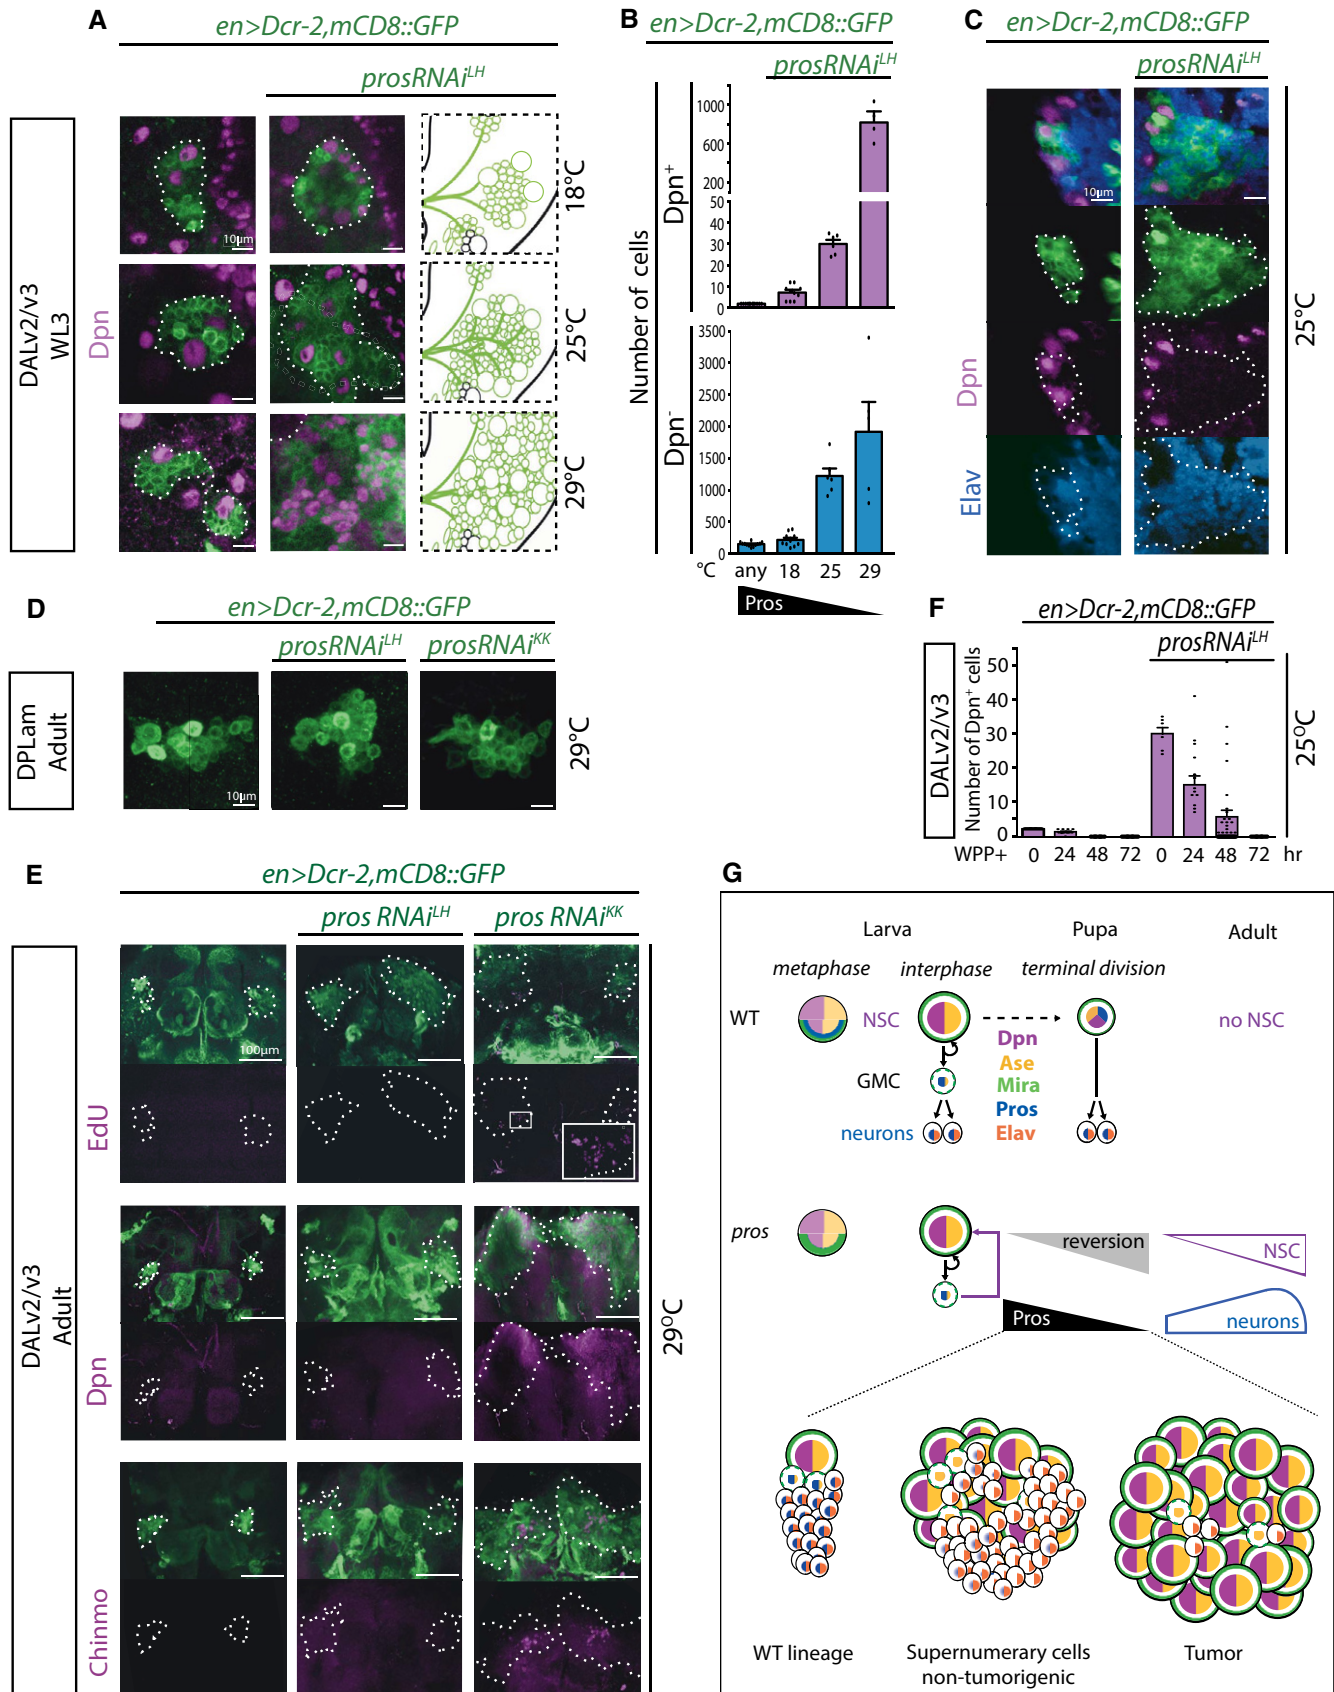 A
en>Dcr-2,mCD8::GFP
prosRNAi^LH
DALv2/v3
WL3
Dpn
10µm
18°C
25°C
29°C
B
en>Dcr-2,mCD8::GFP
prosRNAi^LH
Number of cells
Dpn+
1000
600
200
50
40
30
20
10
0
Dpn-
3500
3000
2500
2000
1500
1000
500
0
°C any 18 25 29
Pros
C
en>Dcr-2,mCD8::GFP
prosRNAi^LH
10µm
Dpn
Elav
25°C
D
en>Dcr-2,mCD8::GFP
prosRNAi^LH prosRNAi^KK
DPLam
Adult
10µm
29°C
F
en>Dcr-2,mCD8::GFP
prosRNAi^LH
DALv2/v3
Number of Dpn+ cells
50
40
30
20
10
0
WPP+ 0 24 48 72 0 24 48 72 hr
25°C
E
en>Dcr-2,mCD8::GFP
pros RNAi^LH pros RNAi^KK
DALv2/v3
Adult
EdU
100µm
Dpn
Chinmo
29°C
G
Larva Pupa Adult
metaphase interphase terminal division
WT NSC no NSC
Dpn
Ase
GMC Mira
Pros
neurons Elav
pros
reversion NSC
Pros neurons
WT lineage
Supernumerary cells
non-tumorigenic
Tumor